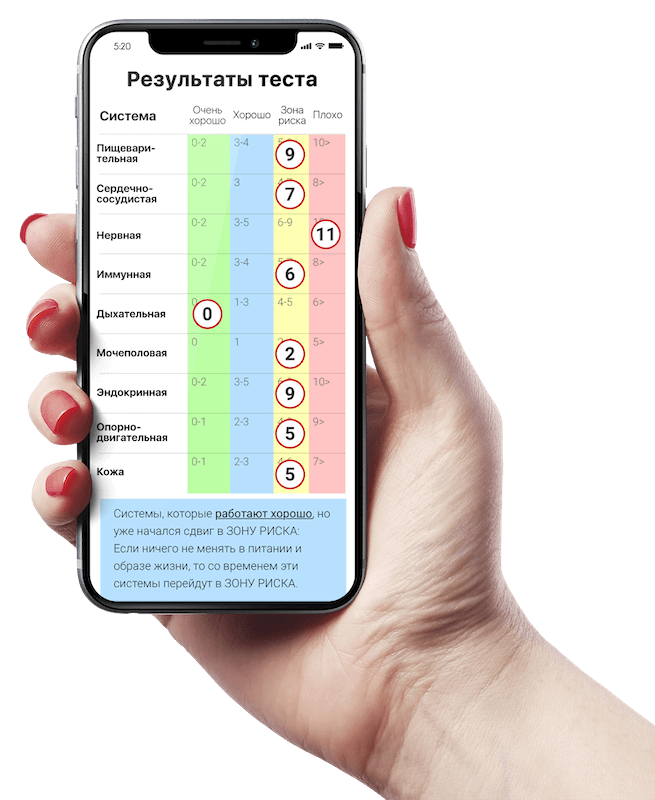 5:20
Результаты теста
Система Очень хорошо Хорошо Зона риска Плохо
Пищевари-
тельная 0-2 3-4 9 10>
Сердечно-
сосудистая 0-2 3 7 8>
Нервная 0-2 3-5 6-9 11
Иммунная 0-2 3-4 6 8>
Дыхательная 0 1-3 4-5 6>
Мочеполовая 0 1 2 5>
Эндокринная 0-2 3-5 9 10>
Опорно-
двигательная 0-1 2-3 5 9>
Кожа 0-1 2-3 5 7>
Системы, которые работают хорошо, но
уже начался сдвиг в ЗОНУ РИСКА:
Если ничего не менять в питании и
образе жизни, то со временем эти
системы перейдут в ЗОНУ РИСКА.